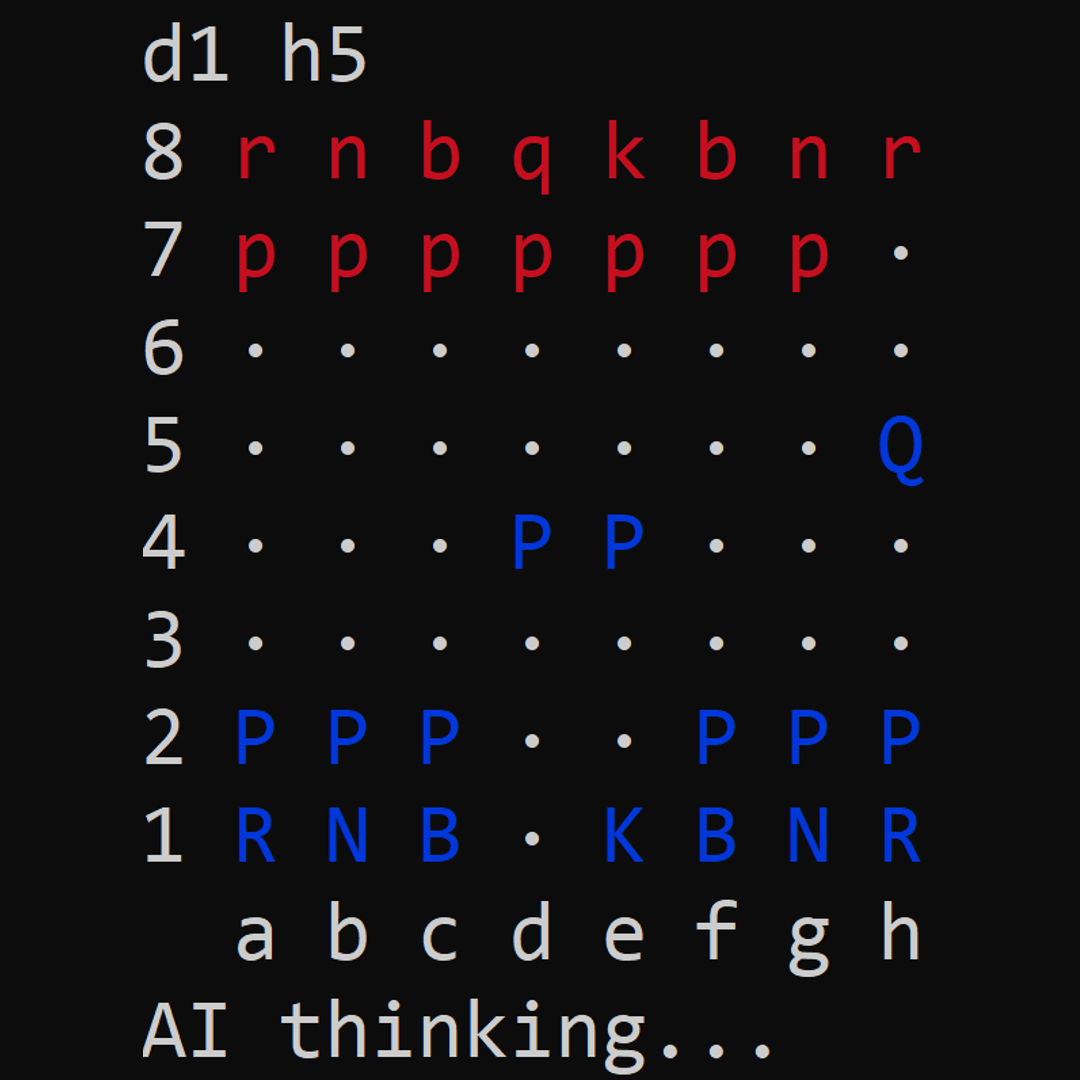 d1 h5
8 r n b q k b n r
7 p p p p p p p .
6 . . . . . . . .
5 . . . . . . . Q
4 . . . P P . . .
3 . . . . . . . .
2 P P P . . P P P
1 R N B . K B N R
a b c d e f g h
AI thinking...